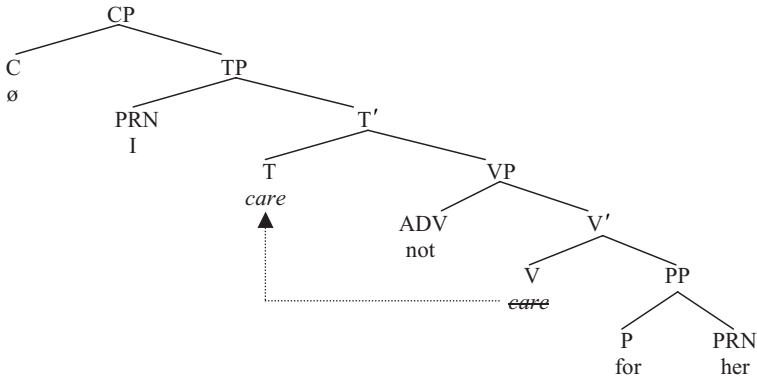 CP
C TP
ø
PRN T′
I
T VP
care
ADV V′
not
V PP
care
P PRN
for her